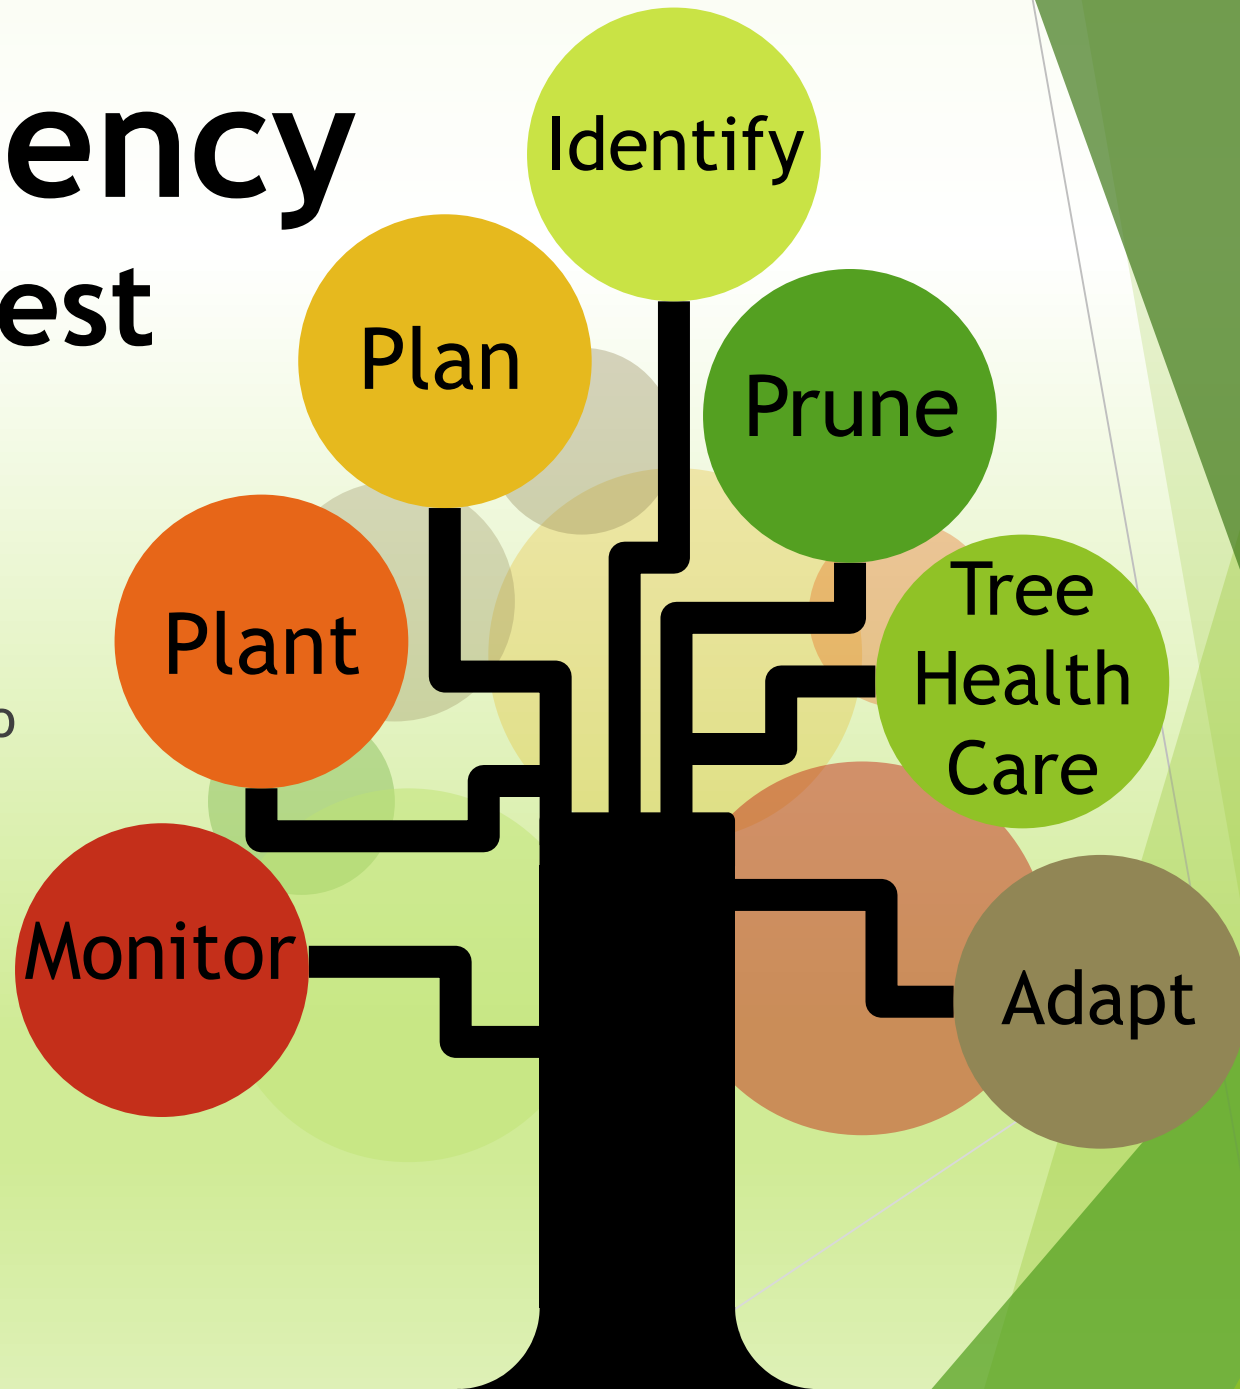 ency
est
Identify
Plan
Prune
Plant
Tree
Health
Care
Monitor
Adapt